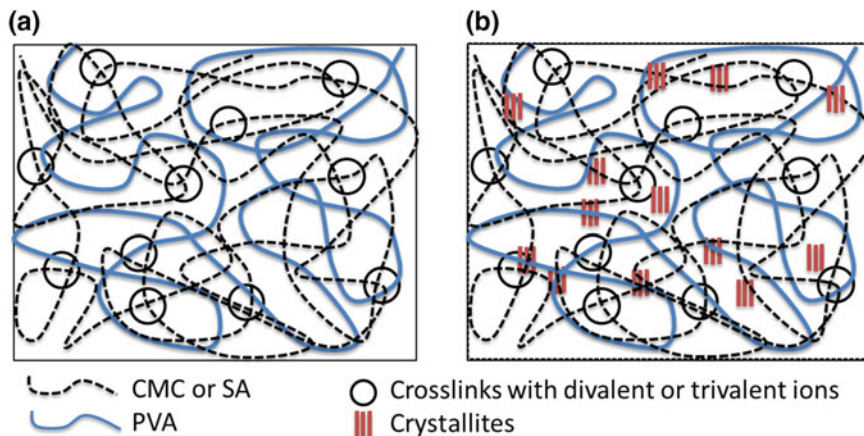 (a) (b)
CMC or SA
PVA
Crosslinks with divalent or trivalent ions
Crystallites